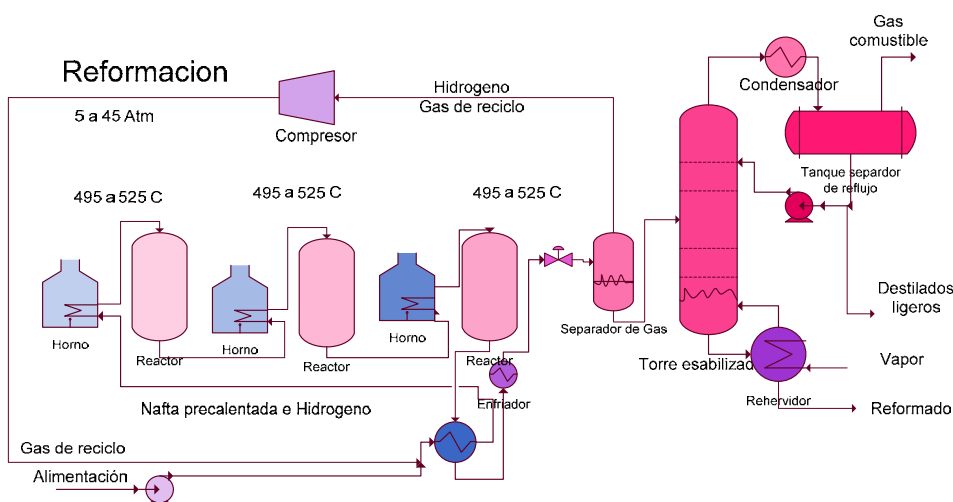 Gas
comustible
Reformacion
Hidrogeno
Gas de reciclo
Condensador
5 a 45 Atm
Compresor
Tanque sepårdor
de reflujo
495 a 525 C
495 a 525 C
495 a 525 C
Destilados
ligeros
Separador de Gas
Horno
Reactor
Horno
Reactor
Horno
Reactor
Torre esabilizad
Vapor
Enfriador
Rehervidor
Reformado
Nafta precalentada e Hidrogeno
Gas de reciclo
Alimentación